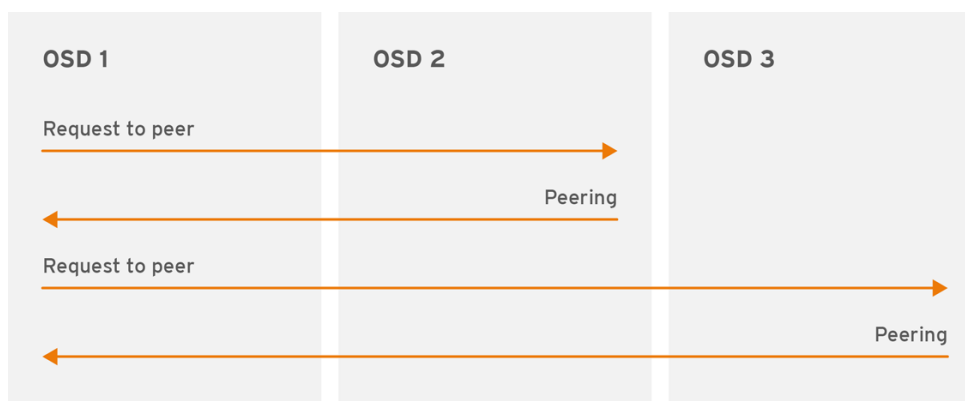 OSD 1
OSD 2
OSD 3
Request to peer
Peering
Request to peer
Peering